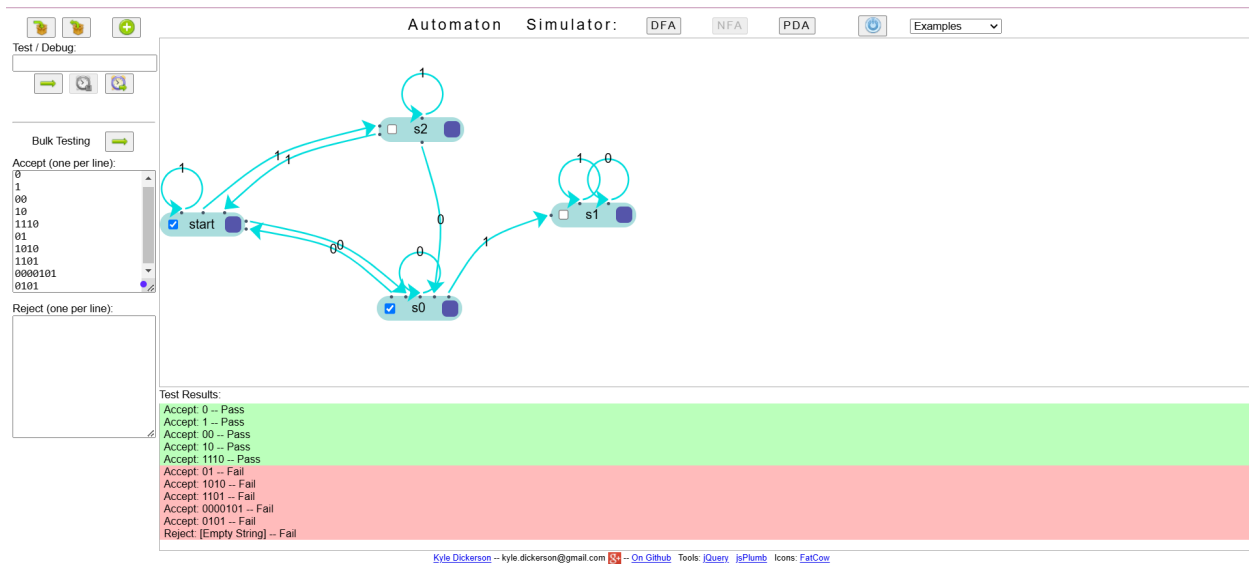 Automaton Simulator: DFA NFA PDA Examples
Test / Debug:
Bulk Testing
Accept (one per line):
0
1
00
10
1110
01
1010
1101
0000101
0101
Reject (one per line):
1
s2
1
1
1
start
1
0
s1
0
0
0
0
1
s0
Test Results:
Accept: 0 -- Pass
Accept: 1 -- Pass
Accept: 00 -- Pass
Accept: 10 -- Pass
Accept: 1110 -- Pass
Accept: 01 -- Fail
Accept: 1010 -- Fail
Accept: 1101 -- Fail
Accept: 0000101 -- Fail
Accept: 0101 -- Fail
Reject: [Empty String] -- Fail
Kyle Dickerson -- kyle.dickerson@gmail.com g+ -- On Github Tools: jQuery jsPlumb Icons: FatCow